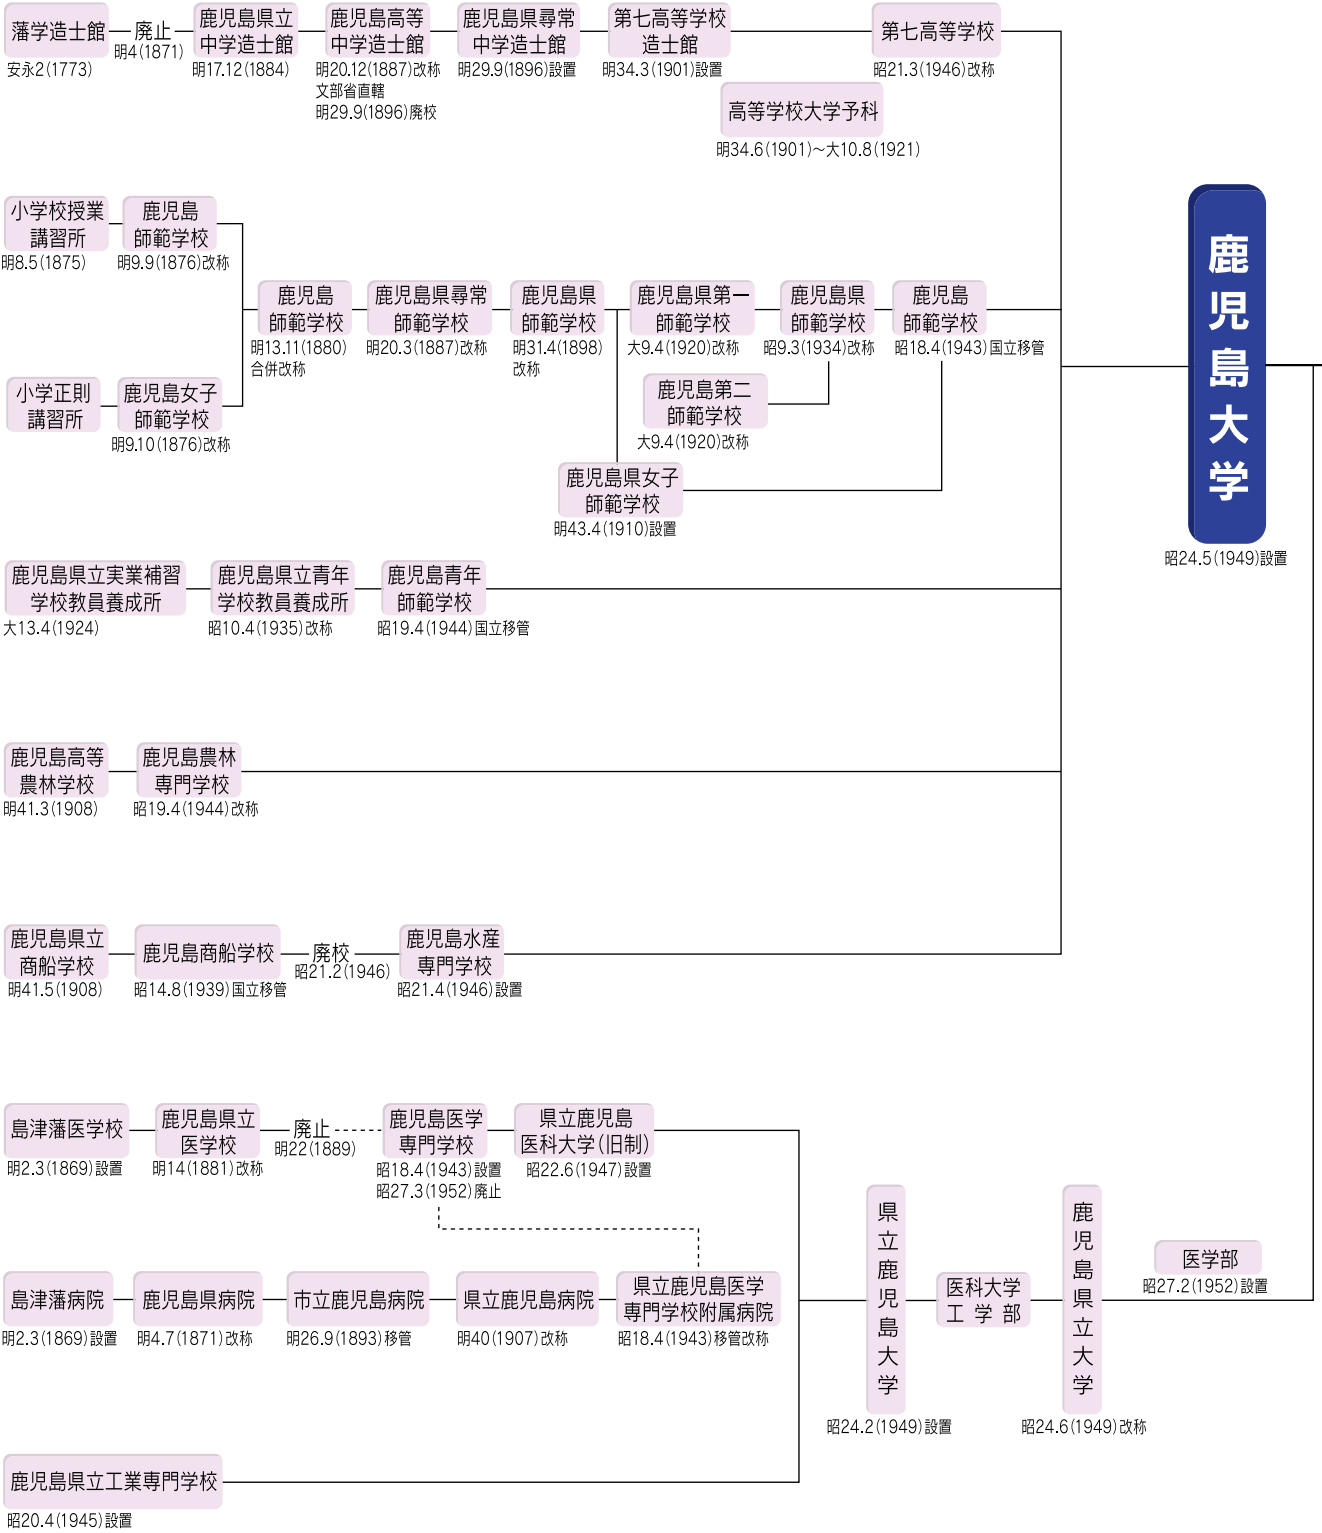 藩学造士館
安永2(1773)
廃止
明4(1871)
鹿児島県立
中学造士館
明17.12(1884)
鹿児島高等
中学造士館
明20.12(1887)改称
文部省直轄
明29.9(1896)廃校
鹿児島県尋常
中学造士館
明29.9(1896)設置
第七高等学校
造士館
明34.3(1901)設置
高等学校大学予科
明34.6(1901)～大10.8(1921)
第七高等学校
昭21.3(1946)改称
小学校授業
講習所
明8.5(1875)
鹿児島
師範学校
明9.9(1876)改称
小学正則
講習所
鹿児島女子
師範学校
明9.10(1876)改称
鹿児島
師範学校
明13.11(1880)
合併改称
鹿児島県尋常
師範学校
明20.3(1887)改称
鹿児島県
師範学校
明31.4(1898)
改称
鹿児島県第一
師範学校
大9.4(1920)改称
鹿児島第二
師範学校
大9.4(1920)改称
鹿児島県女子
師範学校
明43.4(1910)設置
鹿児島県
師範学校
昭9.3(1934)改称
鹿児島
師範学校
昭18.4(1943)国立移管
鹿児島県立実業補習
学校教員養成所
大13.4(1924)
鹿児島県立青年
学校教員養成所
昭10.4(1935)改称
鹿児島青年
師範学校
昭19.4(1944)国立移管
鹿児島高等
農林学校
明41.3(1908)
鹿児島農林
専門学校
昭19.4(1944)改称
鹿児島県立
商船学校
明41.5(1908)
鹿児島商船学校
昭14.8(1939)国立移管
廃校
昭21.2(1946)
鹿児島水産
専門学校
昭21.4(1946)設置
鹿児島大学
昭24.5(1949)設置
島津藩医学校
明2.3(1869)設置
鹿児島県立
医学校
明14(1881)改称
廃止
明22(1889)
鹿児島医学
専門学校
昭18.4(1943)設置
昭27.3(1952)廃止
県立鹿児島
医科大学(旧制)
昭22.6(1947)設置
島津藩病院
明2.3(1869)設置
鹿児島県病院
明4.7(1871)改称
市立鹿児島病院
明26.9(1893)移管
県立鹿児島病院
明40(1907)改称
県立鹿児島医学
専門学校附属病院
昭18.4(1943)移管改称
鹿児島県立工業専門学校
昭20.4(1945)設置
県立鹿児島大学
昭24.2(1949)設置
医科大学
工学部
鹿児島県立大学
昭24.6(1949)改称
医学部
昭27.2(1952)設置